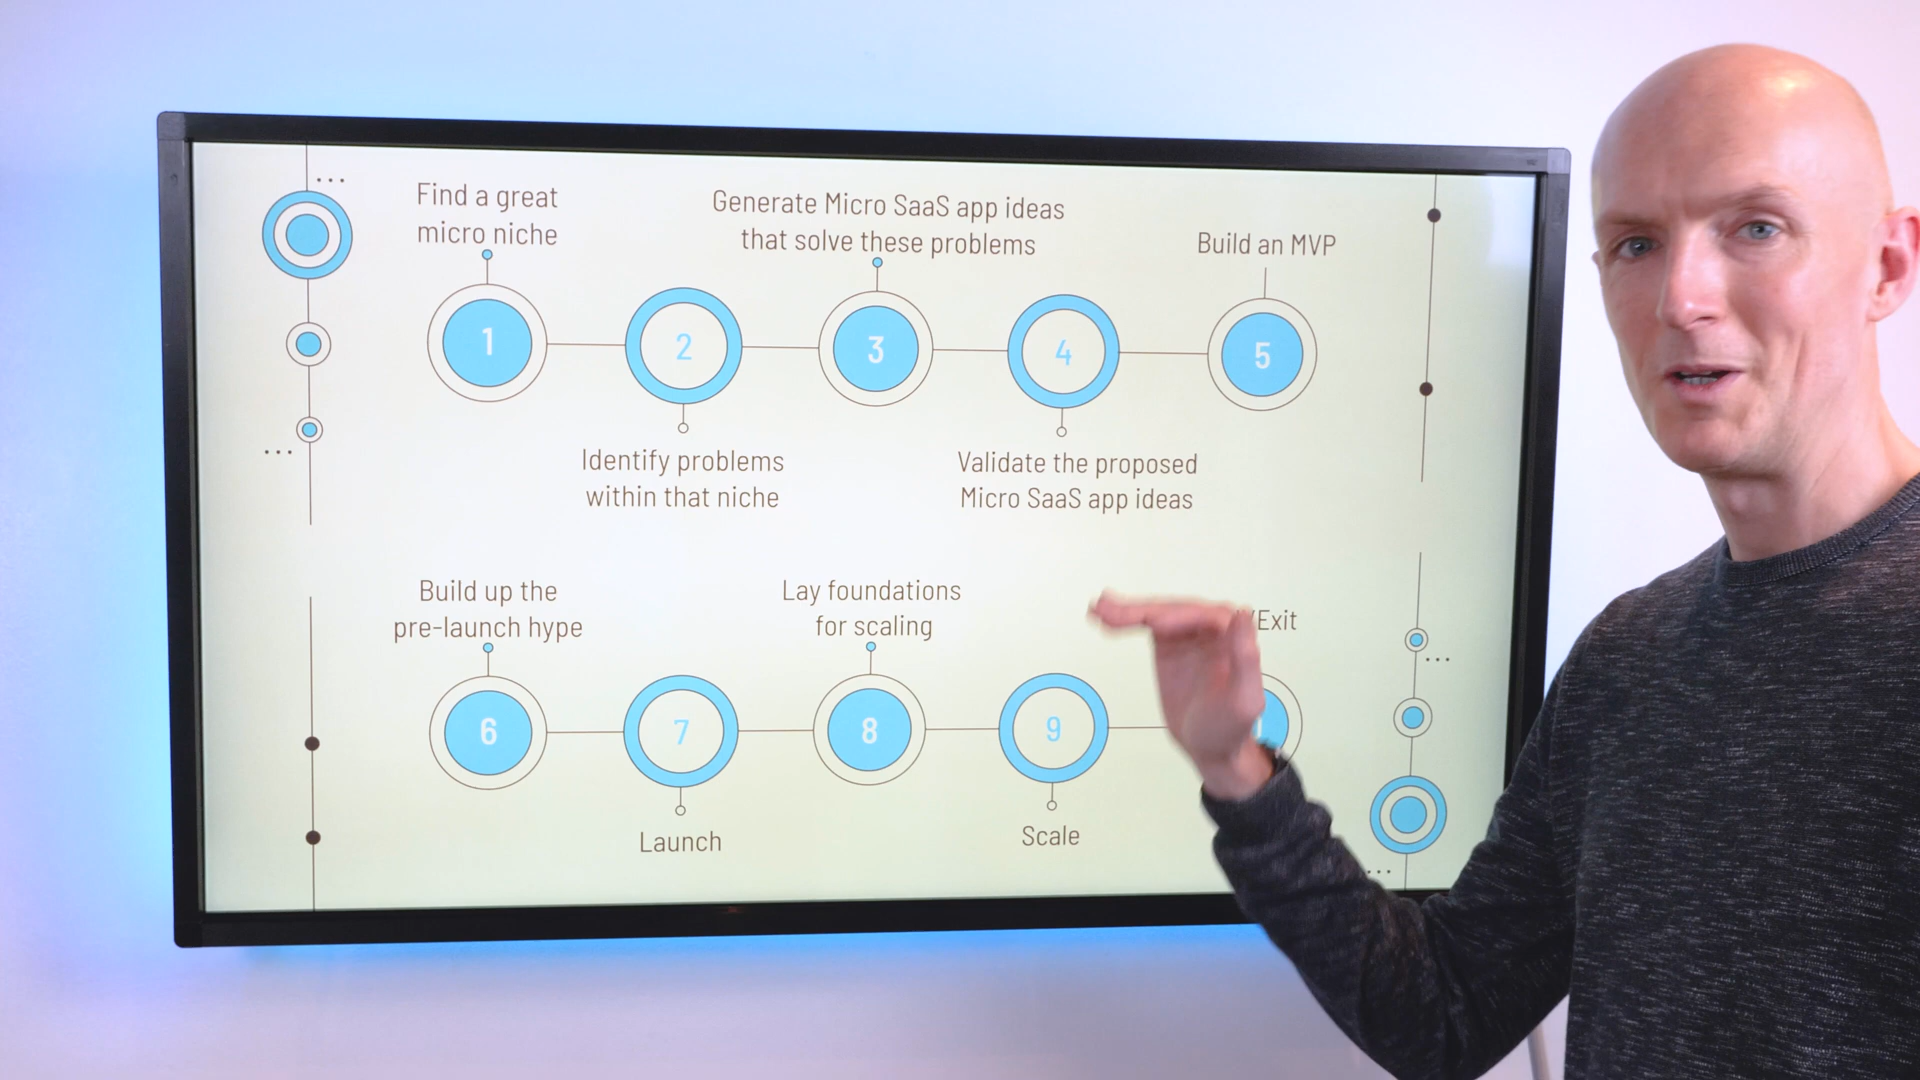 Find a great
micro niche
Generate Micro SaaS app ideas
that solve these problems
Build an MVP
1
2
3
4
5
Identify problems
within that niche
Validate the proposed
Micro SaaS app ideas
Build up the
pre-launch hype
Lay foundations
for scaling
/Exit
6
7
8
9
1
Launch
Scale